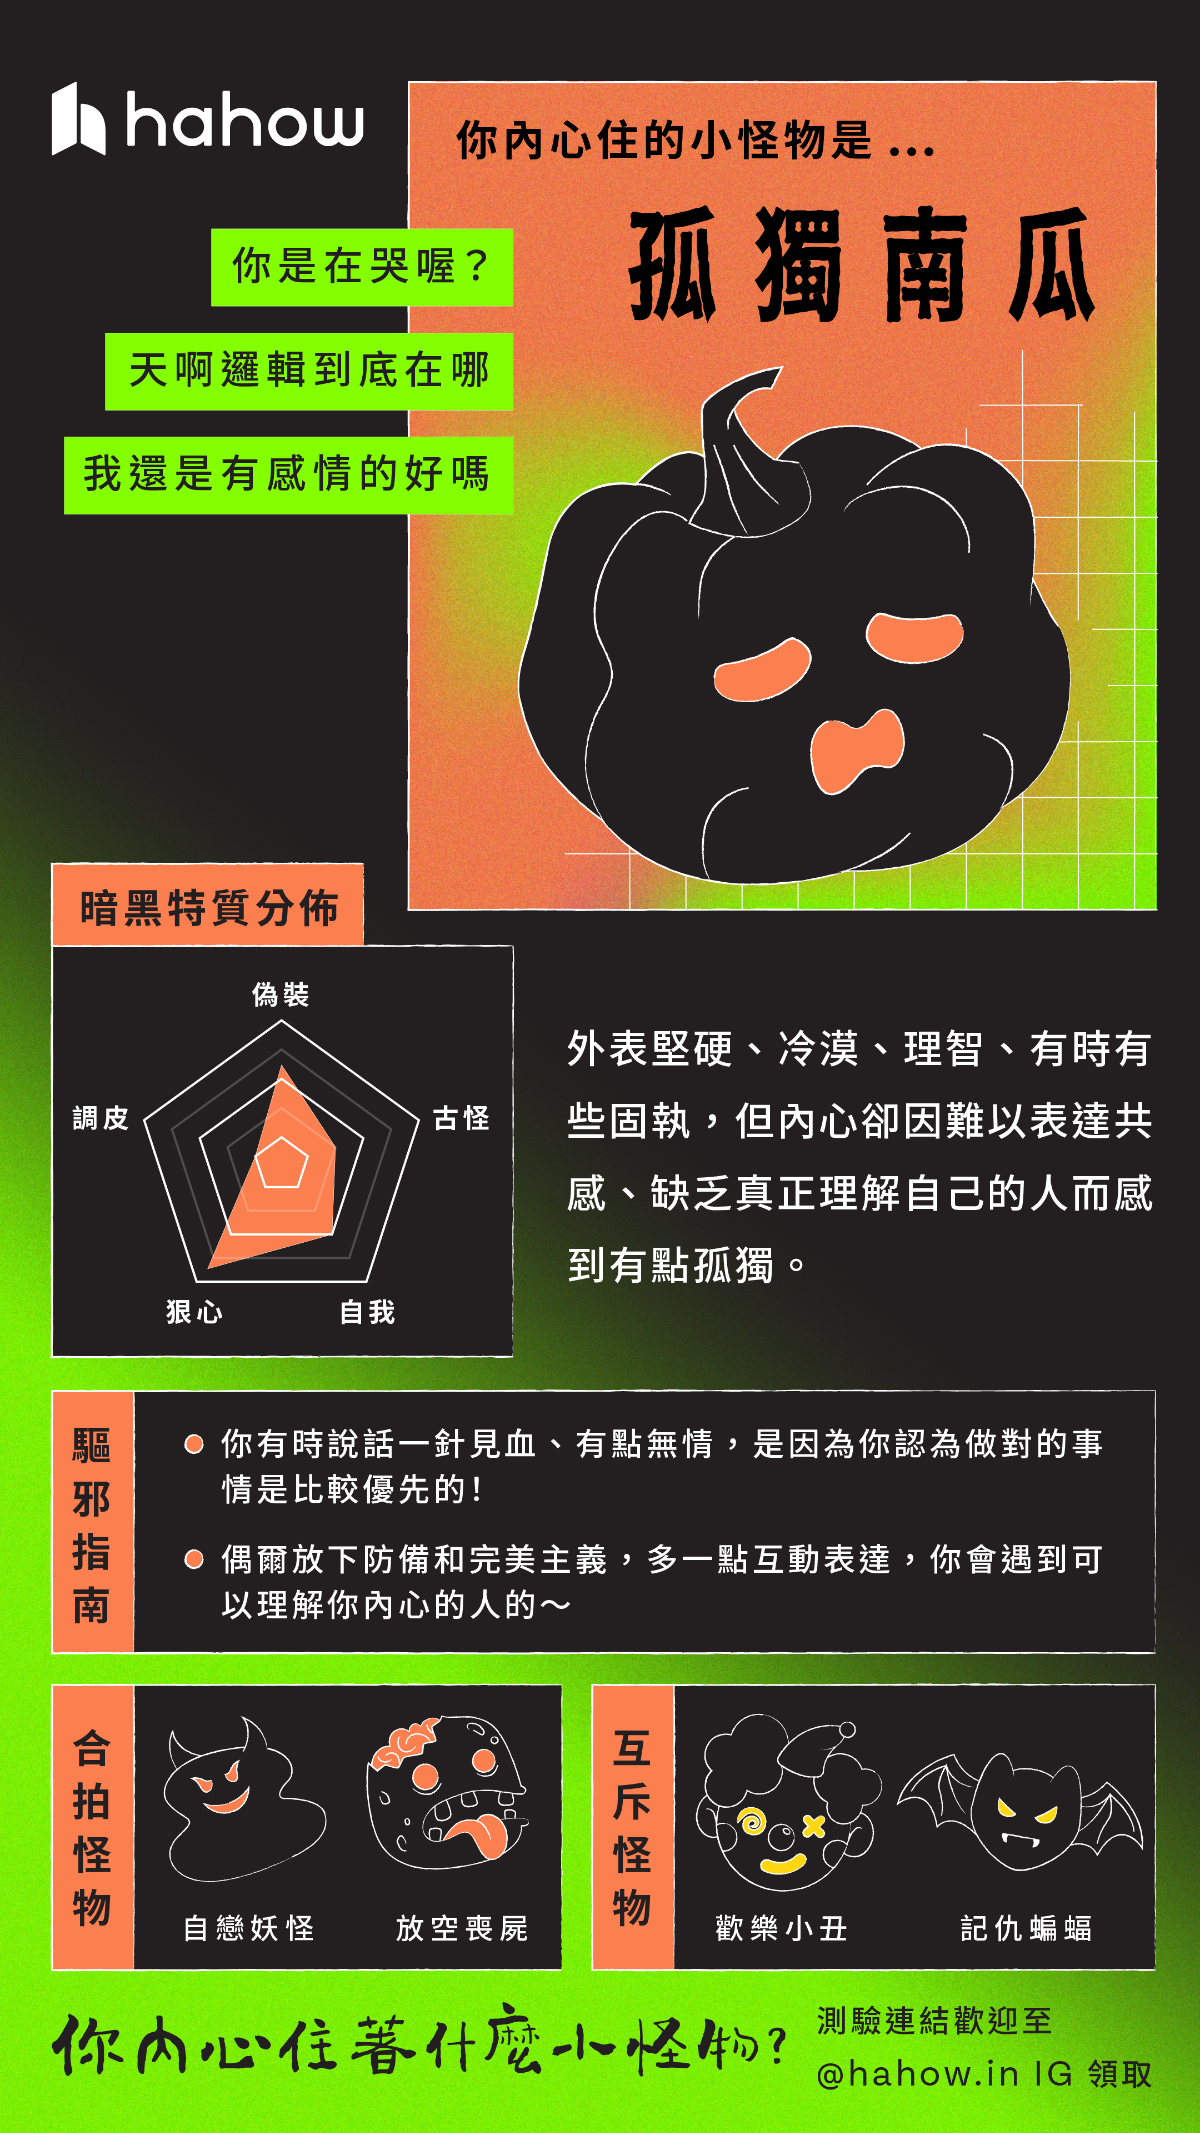 hahow
你內心住的小怪物是 ...
孤獨南瓜
你是在哭喔？
天啊邏輯到底在哪
我還是有感情的好嗎
暗黑特質分佈
偽裝
調皮
古怪
狠心
自我
外表堅硬、冷漠、理智、有時有
些固執，但內心卻因難以表達共
感、缺乏真正理解自己的人而感
到有點孤獨。
驅邪指南
你有時說話一針見血、有點無情，是因為你認為做對的事
情是比較優先的！
偶爾放下防備和完美主義，多一點互動表達，你會遇到可
以理解你內心的人的～
合拍怪物
自戀妖怪
放空喪屍
互斥怪物
歡樂小丑
記仇蝙蝠
你內心住著什麼小怪物？
測驗連結歡迎至
@hahow.in IG 領取